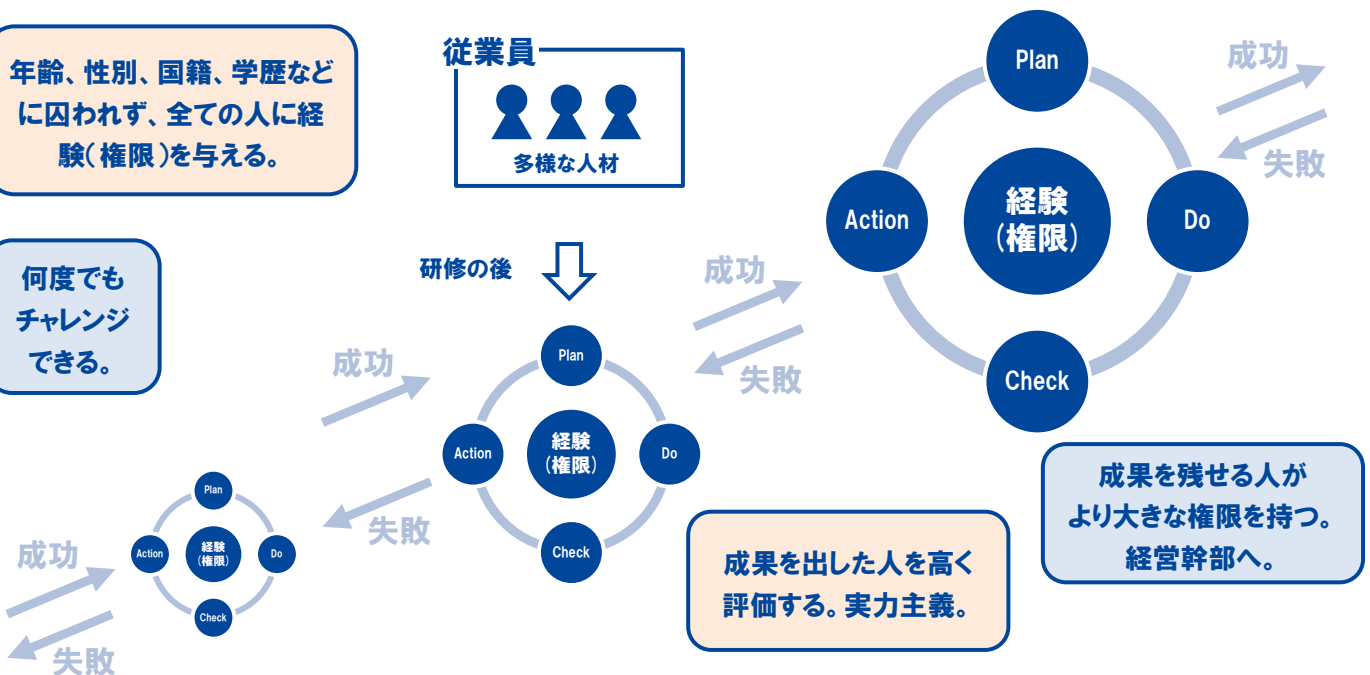 年齢、性別、国籍、学歴など
に囚われず、全ての人に経
験(権限)を与える。
従業員
多様な人材
何度でも
チャレンジ
できる。
研修の後
成功
失敗
Plan
Action
経験
(権限)
Do
Check
成功
失敗
Plan
Action
経験
(権限)
Do
Check
成功
失敗
Plan
Action
経験
(権限)
Do
Check
成功
失敗
成果を出した人を高く
評価する。実力主義。
成果を残せる人が
より大きな権限を持つ。
経営幹部へ。